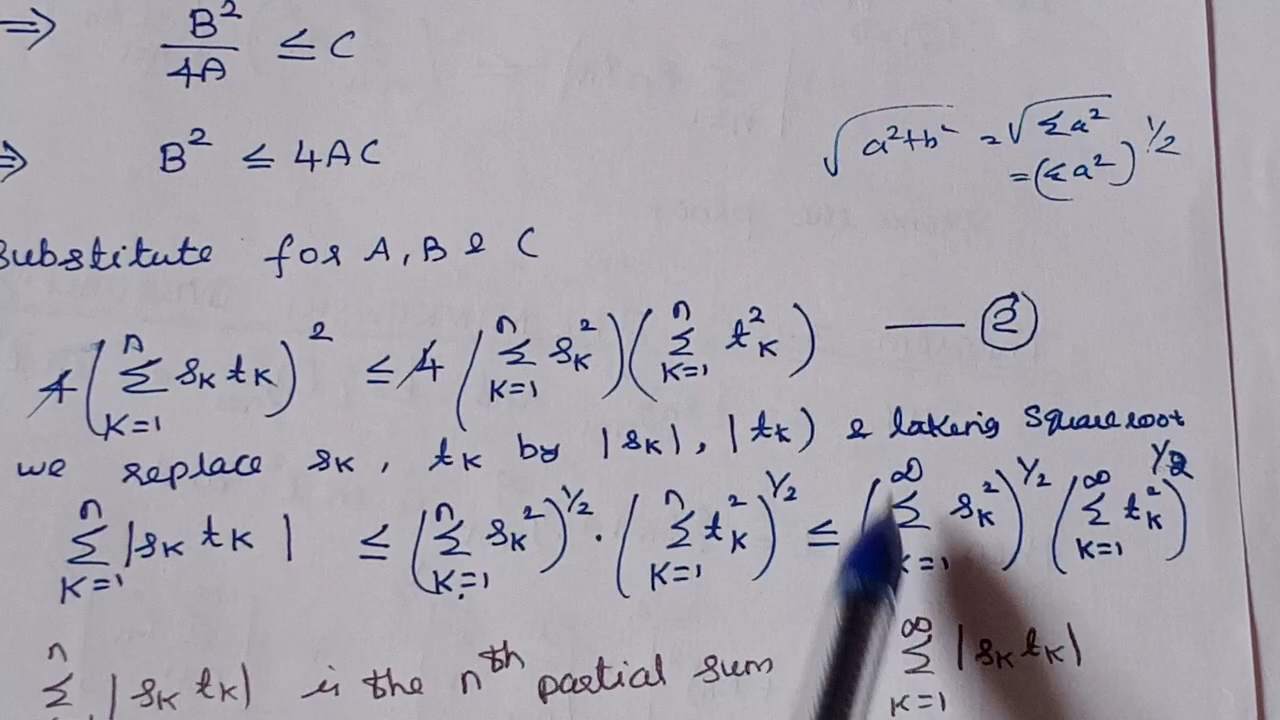 ⇒ B²/4A ≤ C
⇒ B² ≤ 4AC
√(a²+b²) = √(Σa²)
= (Σa²)^1/2
Substitute for A, B & C
4(Σ_{K=1}^{n} s_K t_K)² ≤ 4(Σ_{K=1}^{n} s_K²)(Σ_{K=1}^{n} t_K²) — ②
we replace s_K, t_K by |s_K|, |t_K) & taking Square root
Σ_{K=1}^{n} |s_K t_K| ≤ (Σ_{K=1}^{n} s_K²)^1/2 · (Σ_{K=1}^{n} t_K²)^1/2 ≤ (Σ_{K=1}^{∞} s_K²)^1/2 (Σ_{K=1}^{∞} t_K²)^1/2
Σ^{n} |s_K t_K| is the nth partial sum Σ_{K=1}^{∞} |s_K t_K|